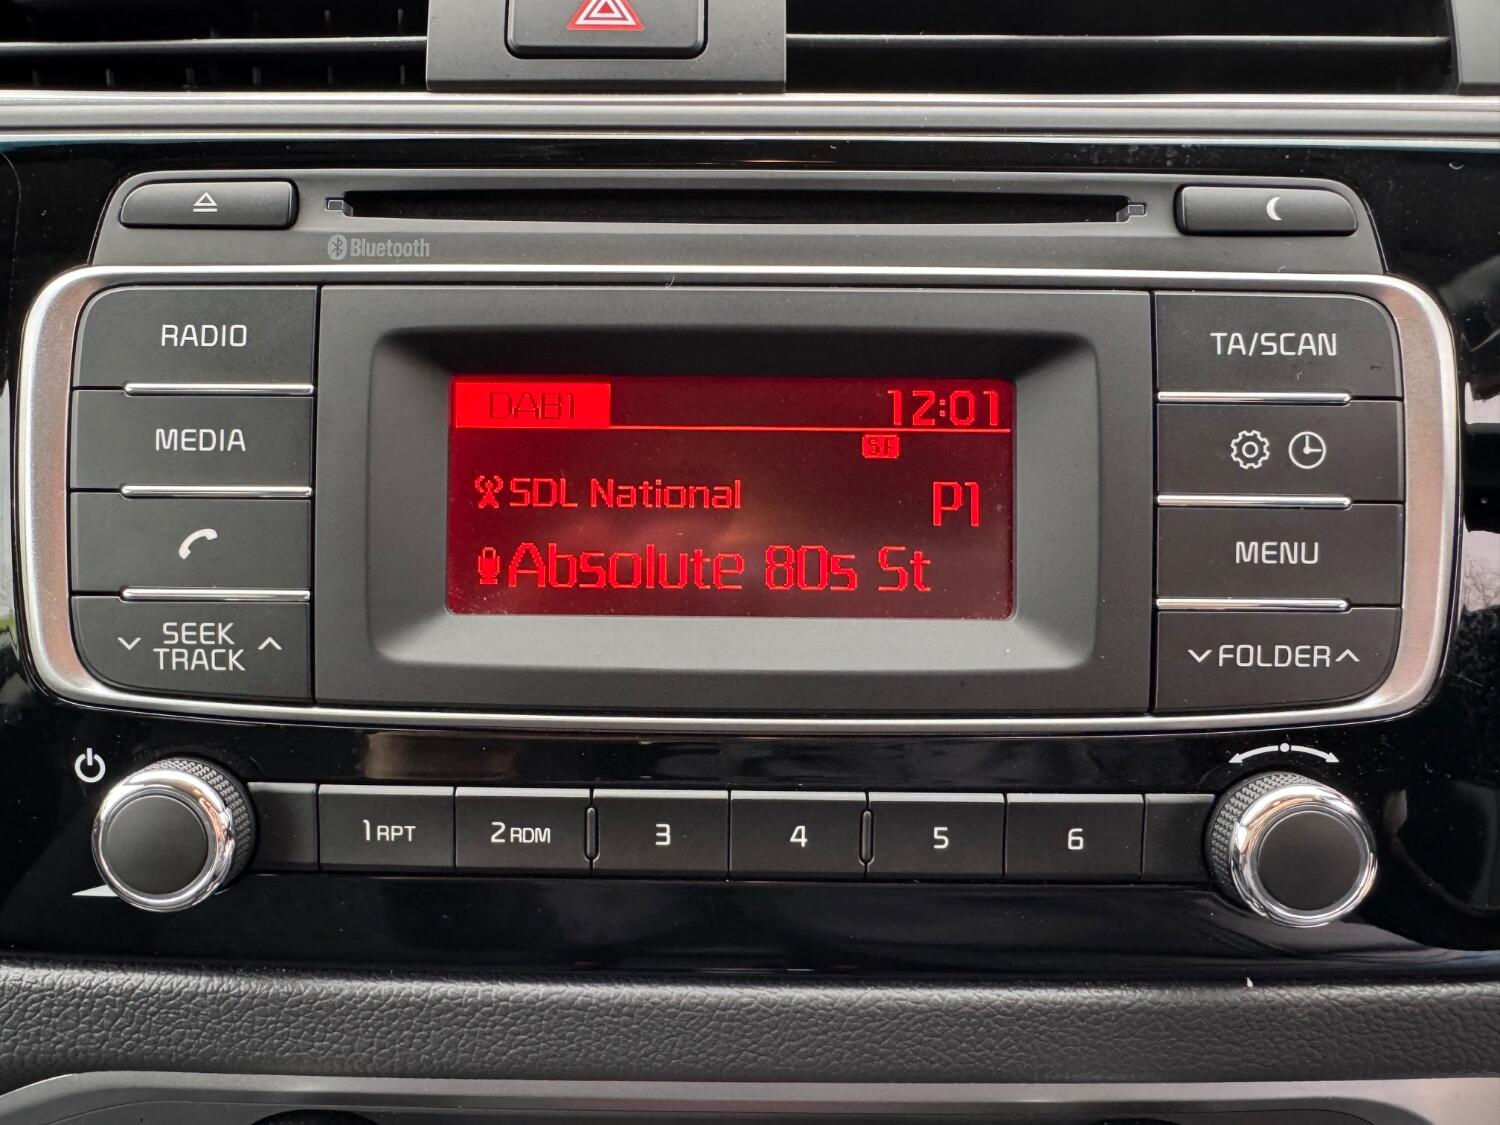 Bluetooth
RADIO
MEDIA
SEEK
TRACK
DAB1
12:01
SF
SDL National
P1
Absolute 80s St
TA/SCAN
MENU
FOLDER
1 RPT
2 RDM
3
4
5
6